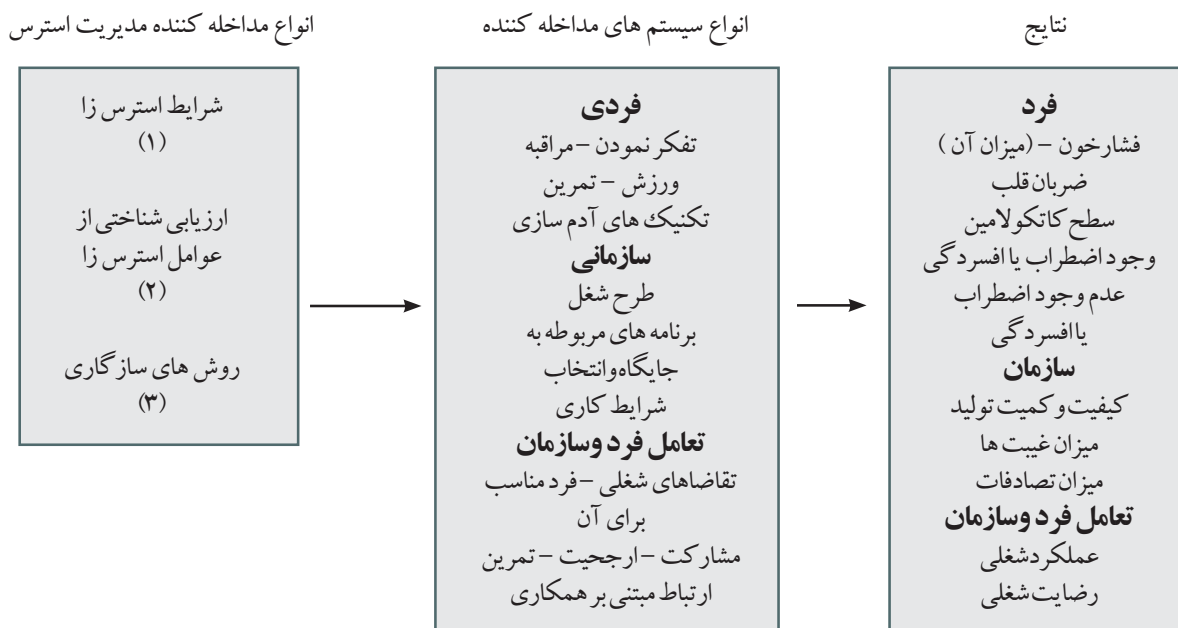 انواع مداخله کننده مدیریت استرس
شرایط استرس زا
(۱)
ارزیابی شناختی از
عوامل استرس زا
(۲)
روش های سازگاری
(۳)
انواع سیستم های مداخله کننده
فردی
تفکر نمودن – مراقبه
ورزش – تمرین
تکنیک های آدم سازی
سازمانی
طرح شغل
برنامه های مربوطه به
جایگاه وانتخاب
شرایط کاری
تعامل فرد وسازمان
تقاضاهای شغلی – فرد مناسب
برای آن
مشارکت – ارجحیت – تمرین
ارتباط مبتنی بر همکاری
نتایج
فرد
فشارخون – (میزان آن )
ضربان قلب
سطح کاتکولامین
وجود اضطراب یا افسردگی
عدم وجود اضطراب
یاافسردگی
سازمان
کیفیت و کمیت تولید
میزان غیبت ها
میزان تصادفات
تعامل فرد وسازمان
عملکردشغلی
رضایت شغلی